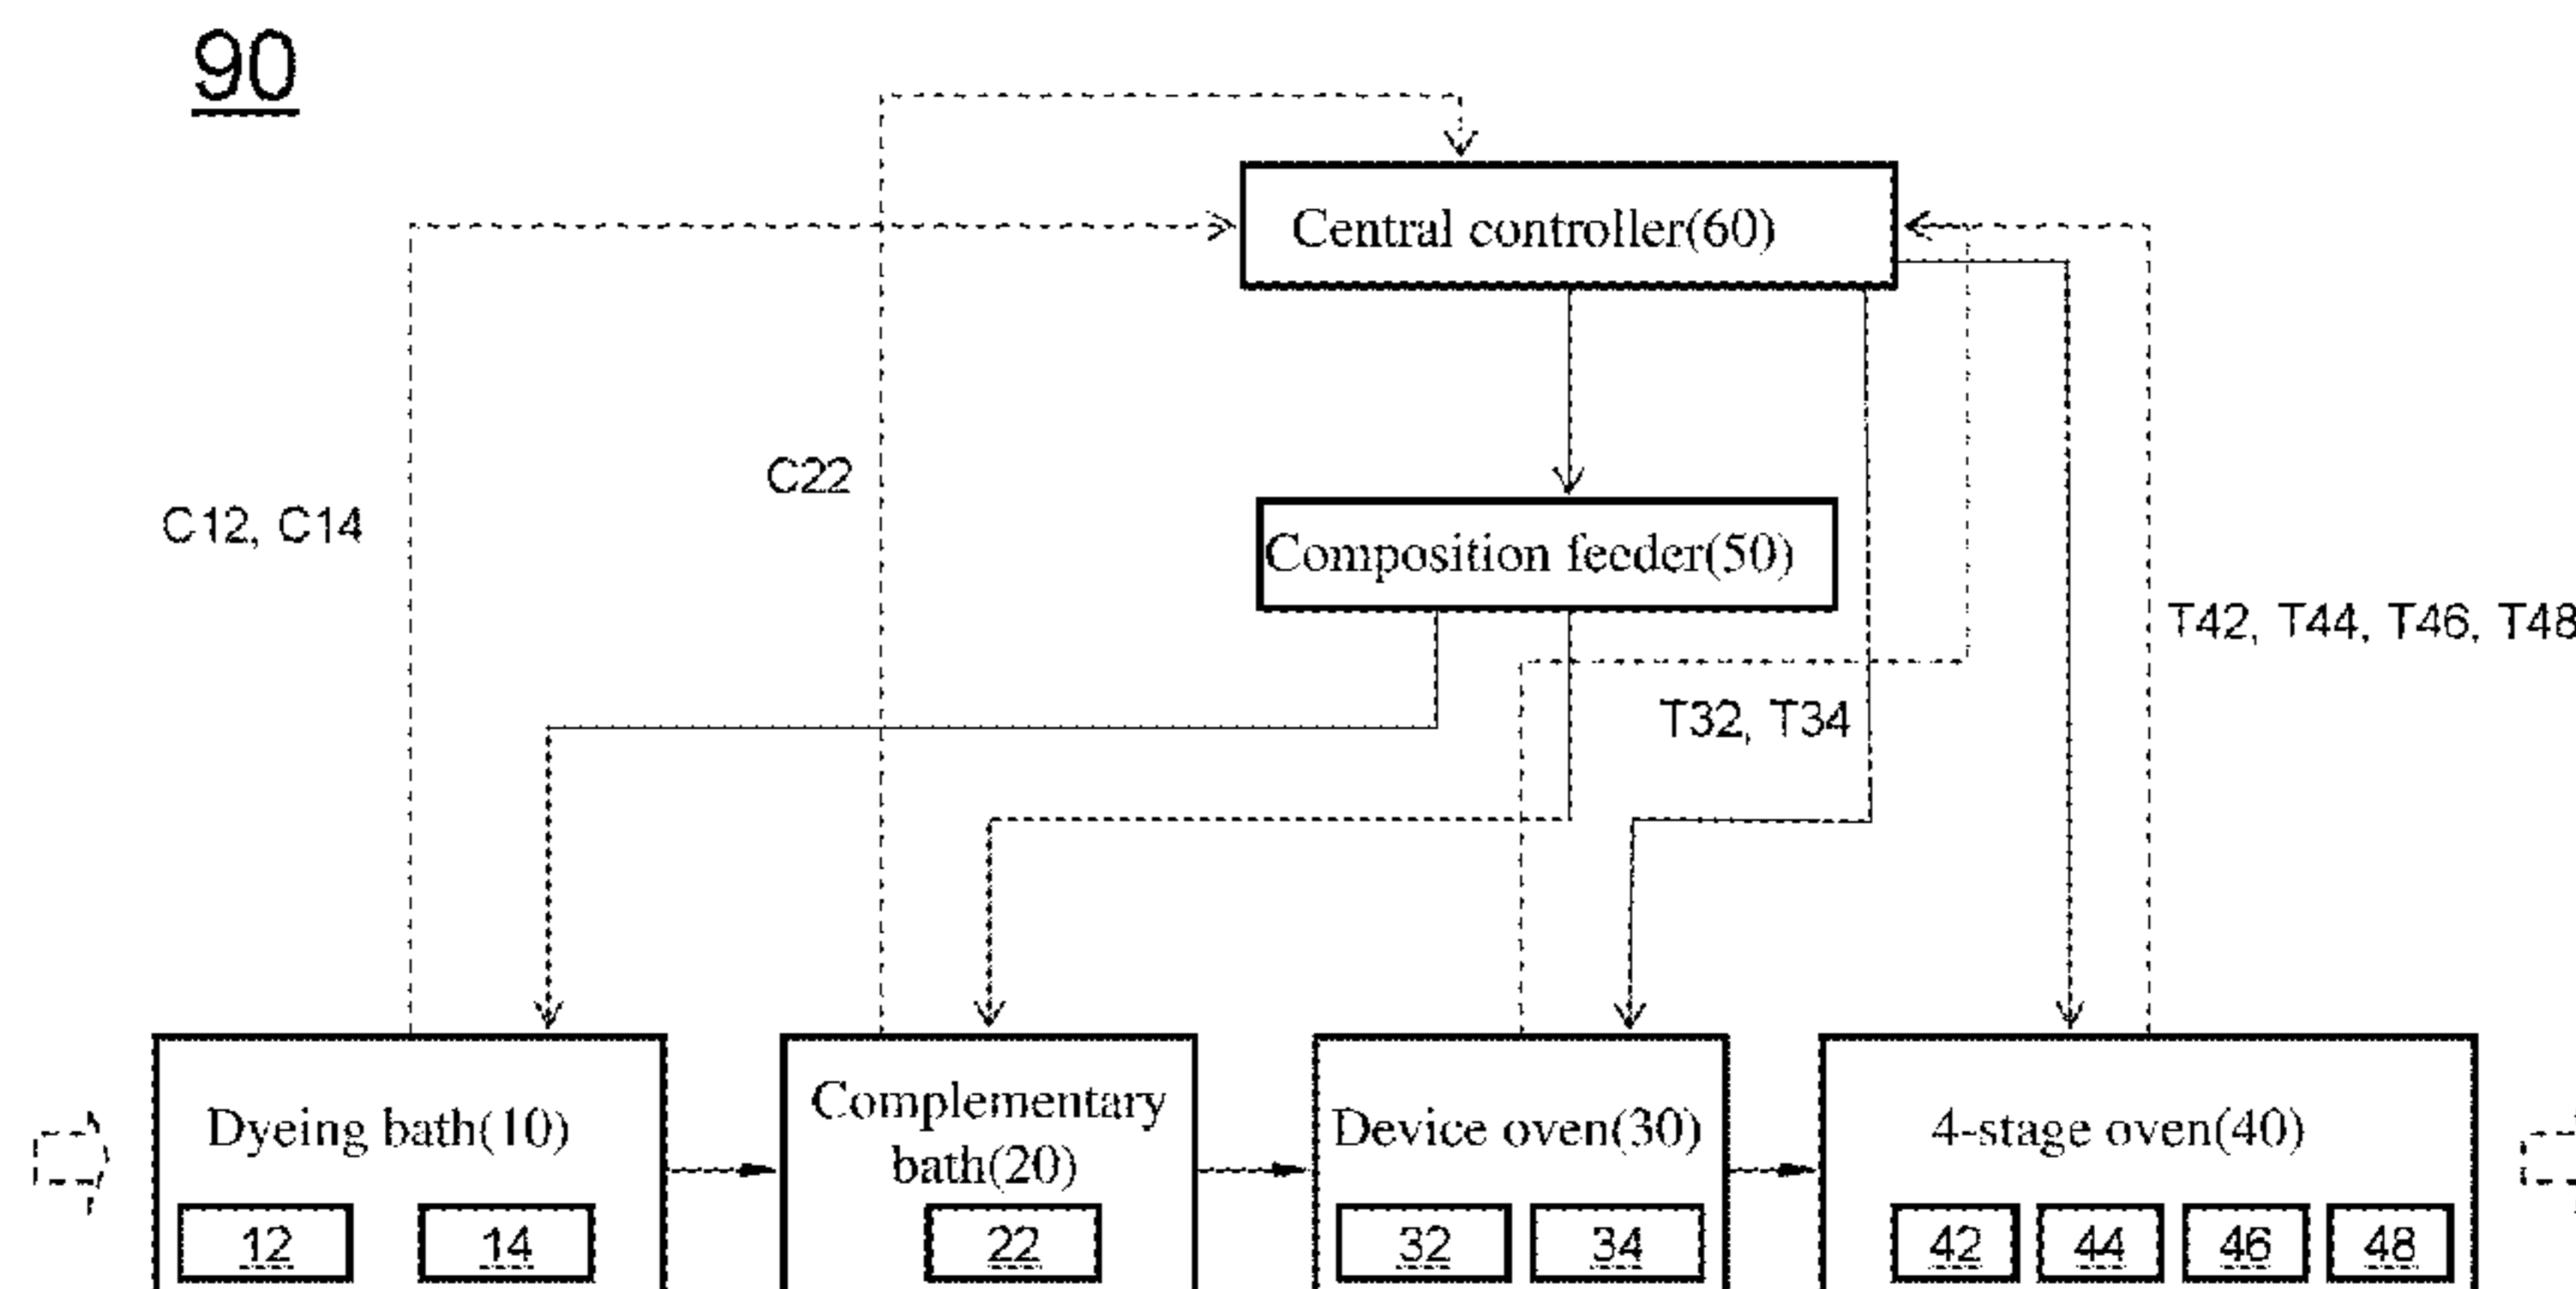 90
Central controller(60)
C22
C12, C14
Composition feeder(50)
T42, T44, T46, T48
T32, T34
Dyeing bath(10)
Complementary
bath(20)
Device oven(30)
4-stage oven(40)
12
14
22
32
34
42
44
46
48